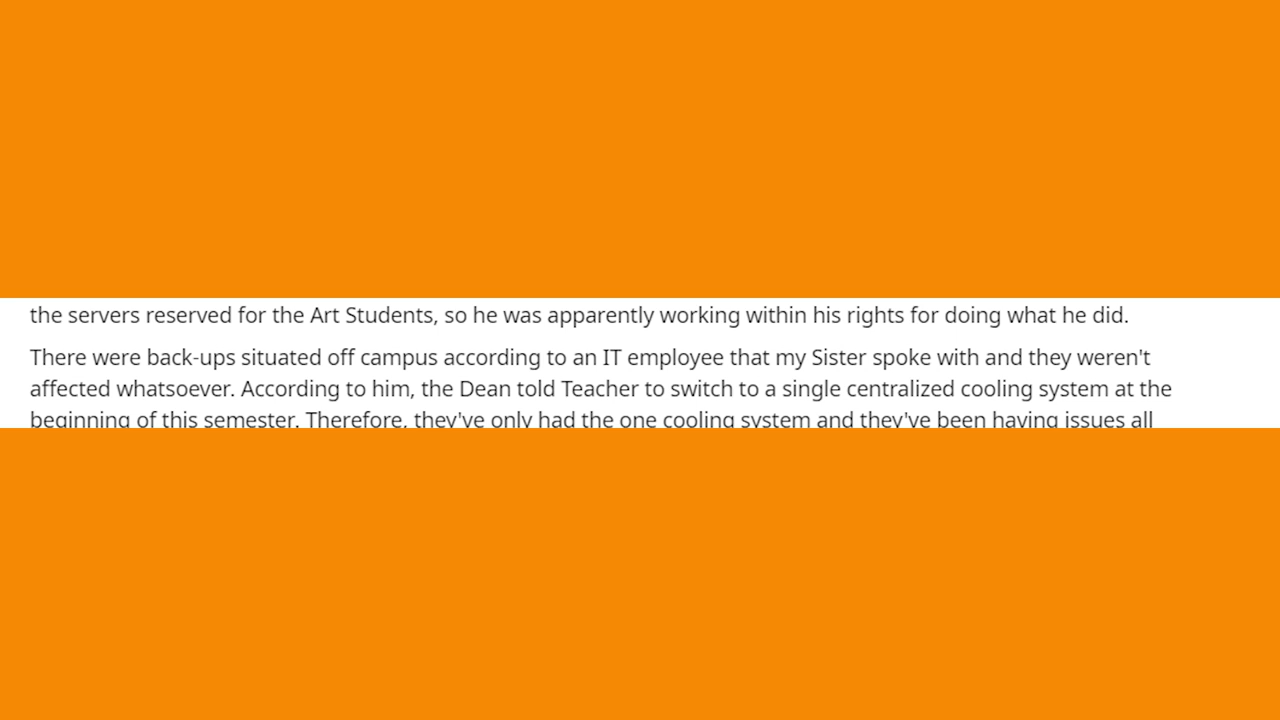 the servers reserved for the Art Students, so he was apparently working within his rights for doing what he did.
There were back-ups situated off campus according to an IT employee that my Sister spoke with and they weren't
affected whatsoever. According to him, the Dean told Teacher to switch to a single centralized cooling system at the
beginning of this semester. Therefore, they've only had the one cooling system and they've been having issues all